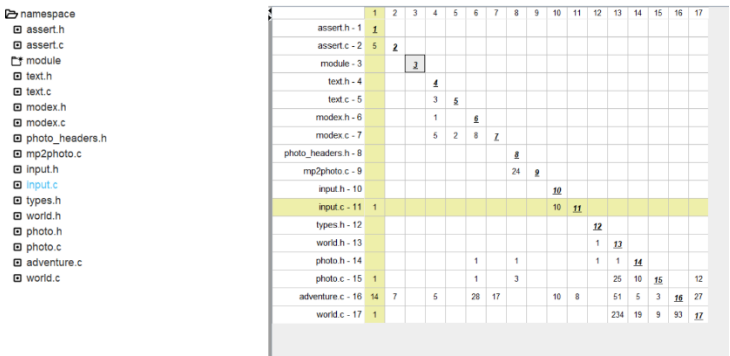 namespace
assert.h
assert.c
module
text.h
text.c
modex.h
modex.c
photo_headers.h
mp2photo.c
input.h
input.c
types.h
world.h
photo.h
photo.c
adventure.c
world.c
1 2 3 4 5 6 7 8 9 10 11 12 13 14 15 16 17
assert.h - 1 1
assert.c - 2 5 2
module - 3 3
text.h - 4 4
text.c - 5 3 5
modex.h - 6 1 6
modex.c - 7 5 2 8 7
photo_headers.h - 8 8
mp2photo.c - 9 24 9
input.h - 10 10
input.c - 11 1 10 11
types.h - 12 12
world.h - 13 1 13
photo.h - 14 1 1 1 1 14
photo.c - 15 1 1 3 25 10 15 12
adventure.c - 16 14 7 5 28 17 10 8 51 5 3 16 27
world.c - 17 1 234 19 9 93 17